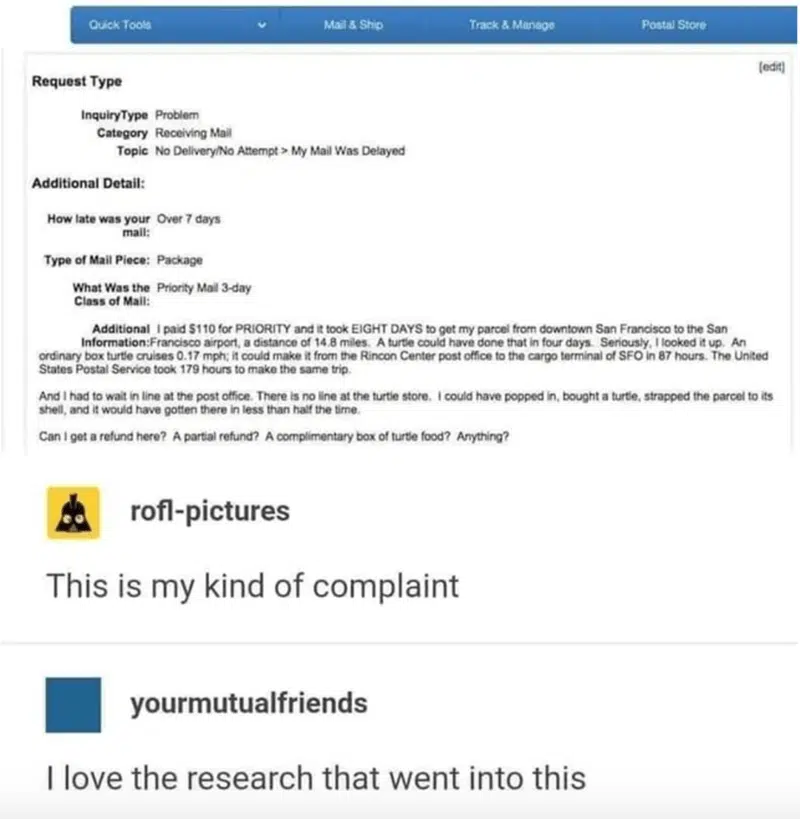 Quick Tools Mail & Ship Track & Manage Postal Store
[edit]
Request Type
InquiryType Problem
Category Receiving Mail
Topic No Delivery/No Attempt > My Mail Was Delayed
Additional Detail:
How late was your Over 7 days
mail:
Type of Mail Piece: Package
What Was the Priority Mail 3-day
Class of Mail:
Additional I paid $110 for PRIORITY and it took EIGHT DAYS to get my parcel from downtown San Francisco to the San
Information:Francisco airport, a distance of 14.8 miles. A turtle could have done that in four days. Seriously, I looked it up. An
ordinary box turtle cruises 0.17 mph; it could make it from the Rincon Center post office to the cargo terminal of SFO in 87 hours. The United
States Postal Service took 179 hours to make the same trip.
And I had to wait in line at the post office. There is no line at the turtle store. I could have popped in, bought a turtle, strapped the parcel to its
shell, and it would have gotten there in less than half the time.
Can I get a refund here? A partial refund? A complimentary box of turtle food? Anything?
rofl-pictures
This is my kind of complaint
yourmutualfriends
I love the research that went into this